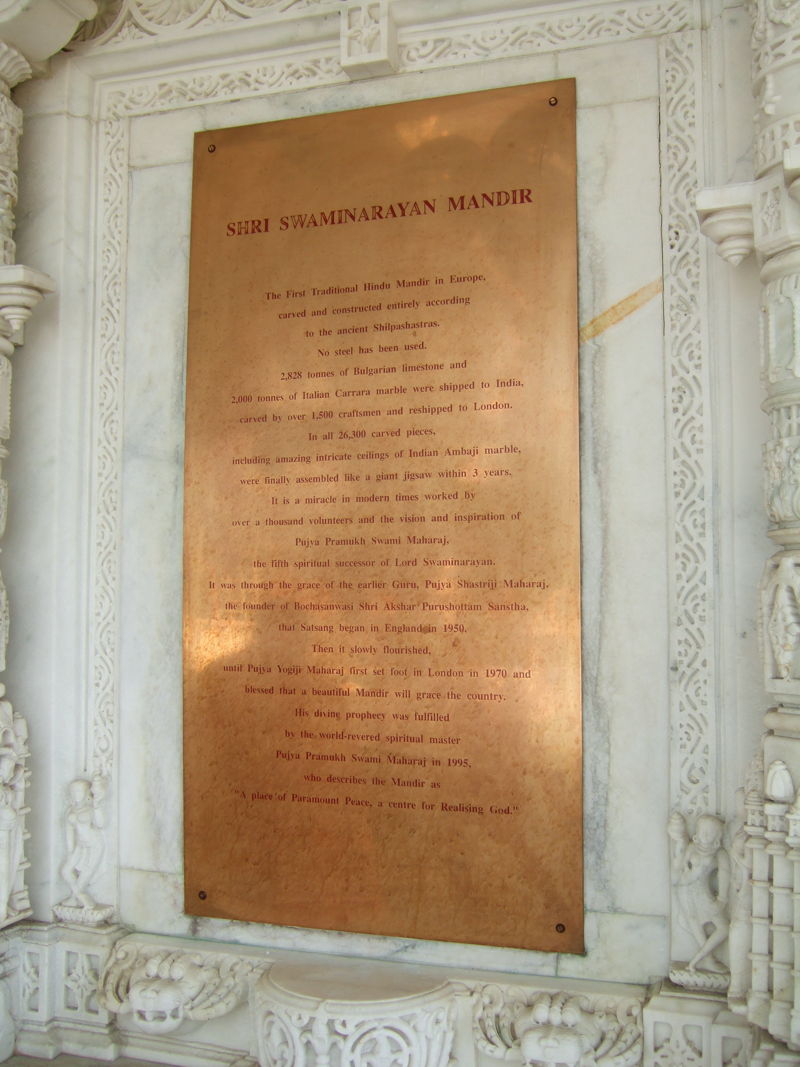 SHRI SWAMINARAYAN MANDIR
The First Traditional Hindu Mandir in Europe,
carved and constructed entirely according
to the ancient Shilpashastras.
No steel has been used.
2,828 tonnes of Bulgarian limestone and
2,000 tonnes of Italian Carrara marble were shipped to India,
carved by over 1,500 craftsmen and reshipped to London.
In all 26,300 carved pieces,
including amazing intricate ceilings of Indian Ambaji marble,
were finally assembled like a giant jigsaw within 3 years.
It is a miracle in modern times worked by
over a thousand volunteers and the vision and inspiration of
Pujya Pramukh Swami Maharaj,
the fifth spiritual successor of Lord Swaminarayan.
It was through the grace of the earlier Guru, Pujya Shastriji Maharaj,
the founder of Bochasanwasi Shri Akshar Purushottam Sanstha,
that Satsang began in England in 1950.
Then it slowly flourished,
until Pujya Yogiji Maharaj first set foot in London in 1970 and
blessed that a beautiful Mandir will grace the country.
His divine prophecy was fulfilled
by the world-revered spiritual master
Pujya Pramukh Swami Maharaj in 1995,
who describes the Mandir as
"A place of Paramount Peace, a centre for Realising God."